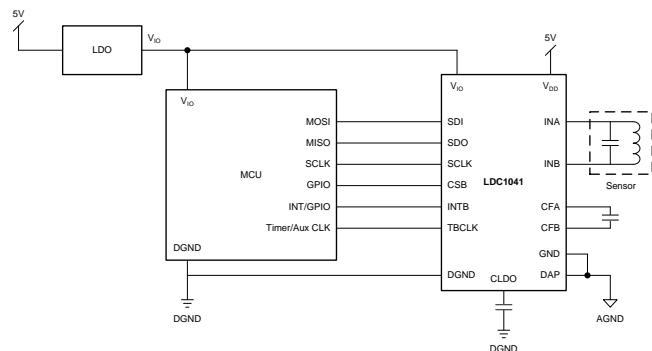 5V
LDO
VIO
5V
VIO
VDD
VIO
MCU
MOSI
MISO
SCLK
GPIO
INT/GPIO
Timer/Aux CLK
DGND
DGND
SDI
SDO
SCLK
CSB
INTB
TBCLK
DGND
LDC1041
CLDO
DGND
INA
INB
CFA
CFB
GND
DAP
Sensor
AGND